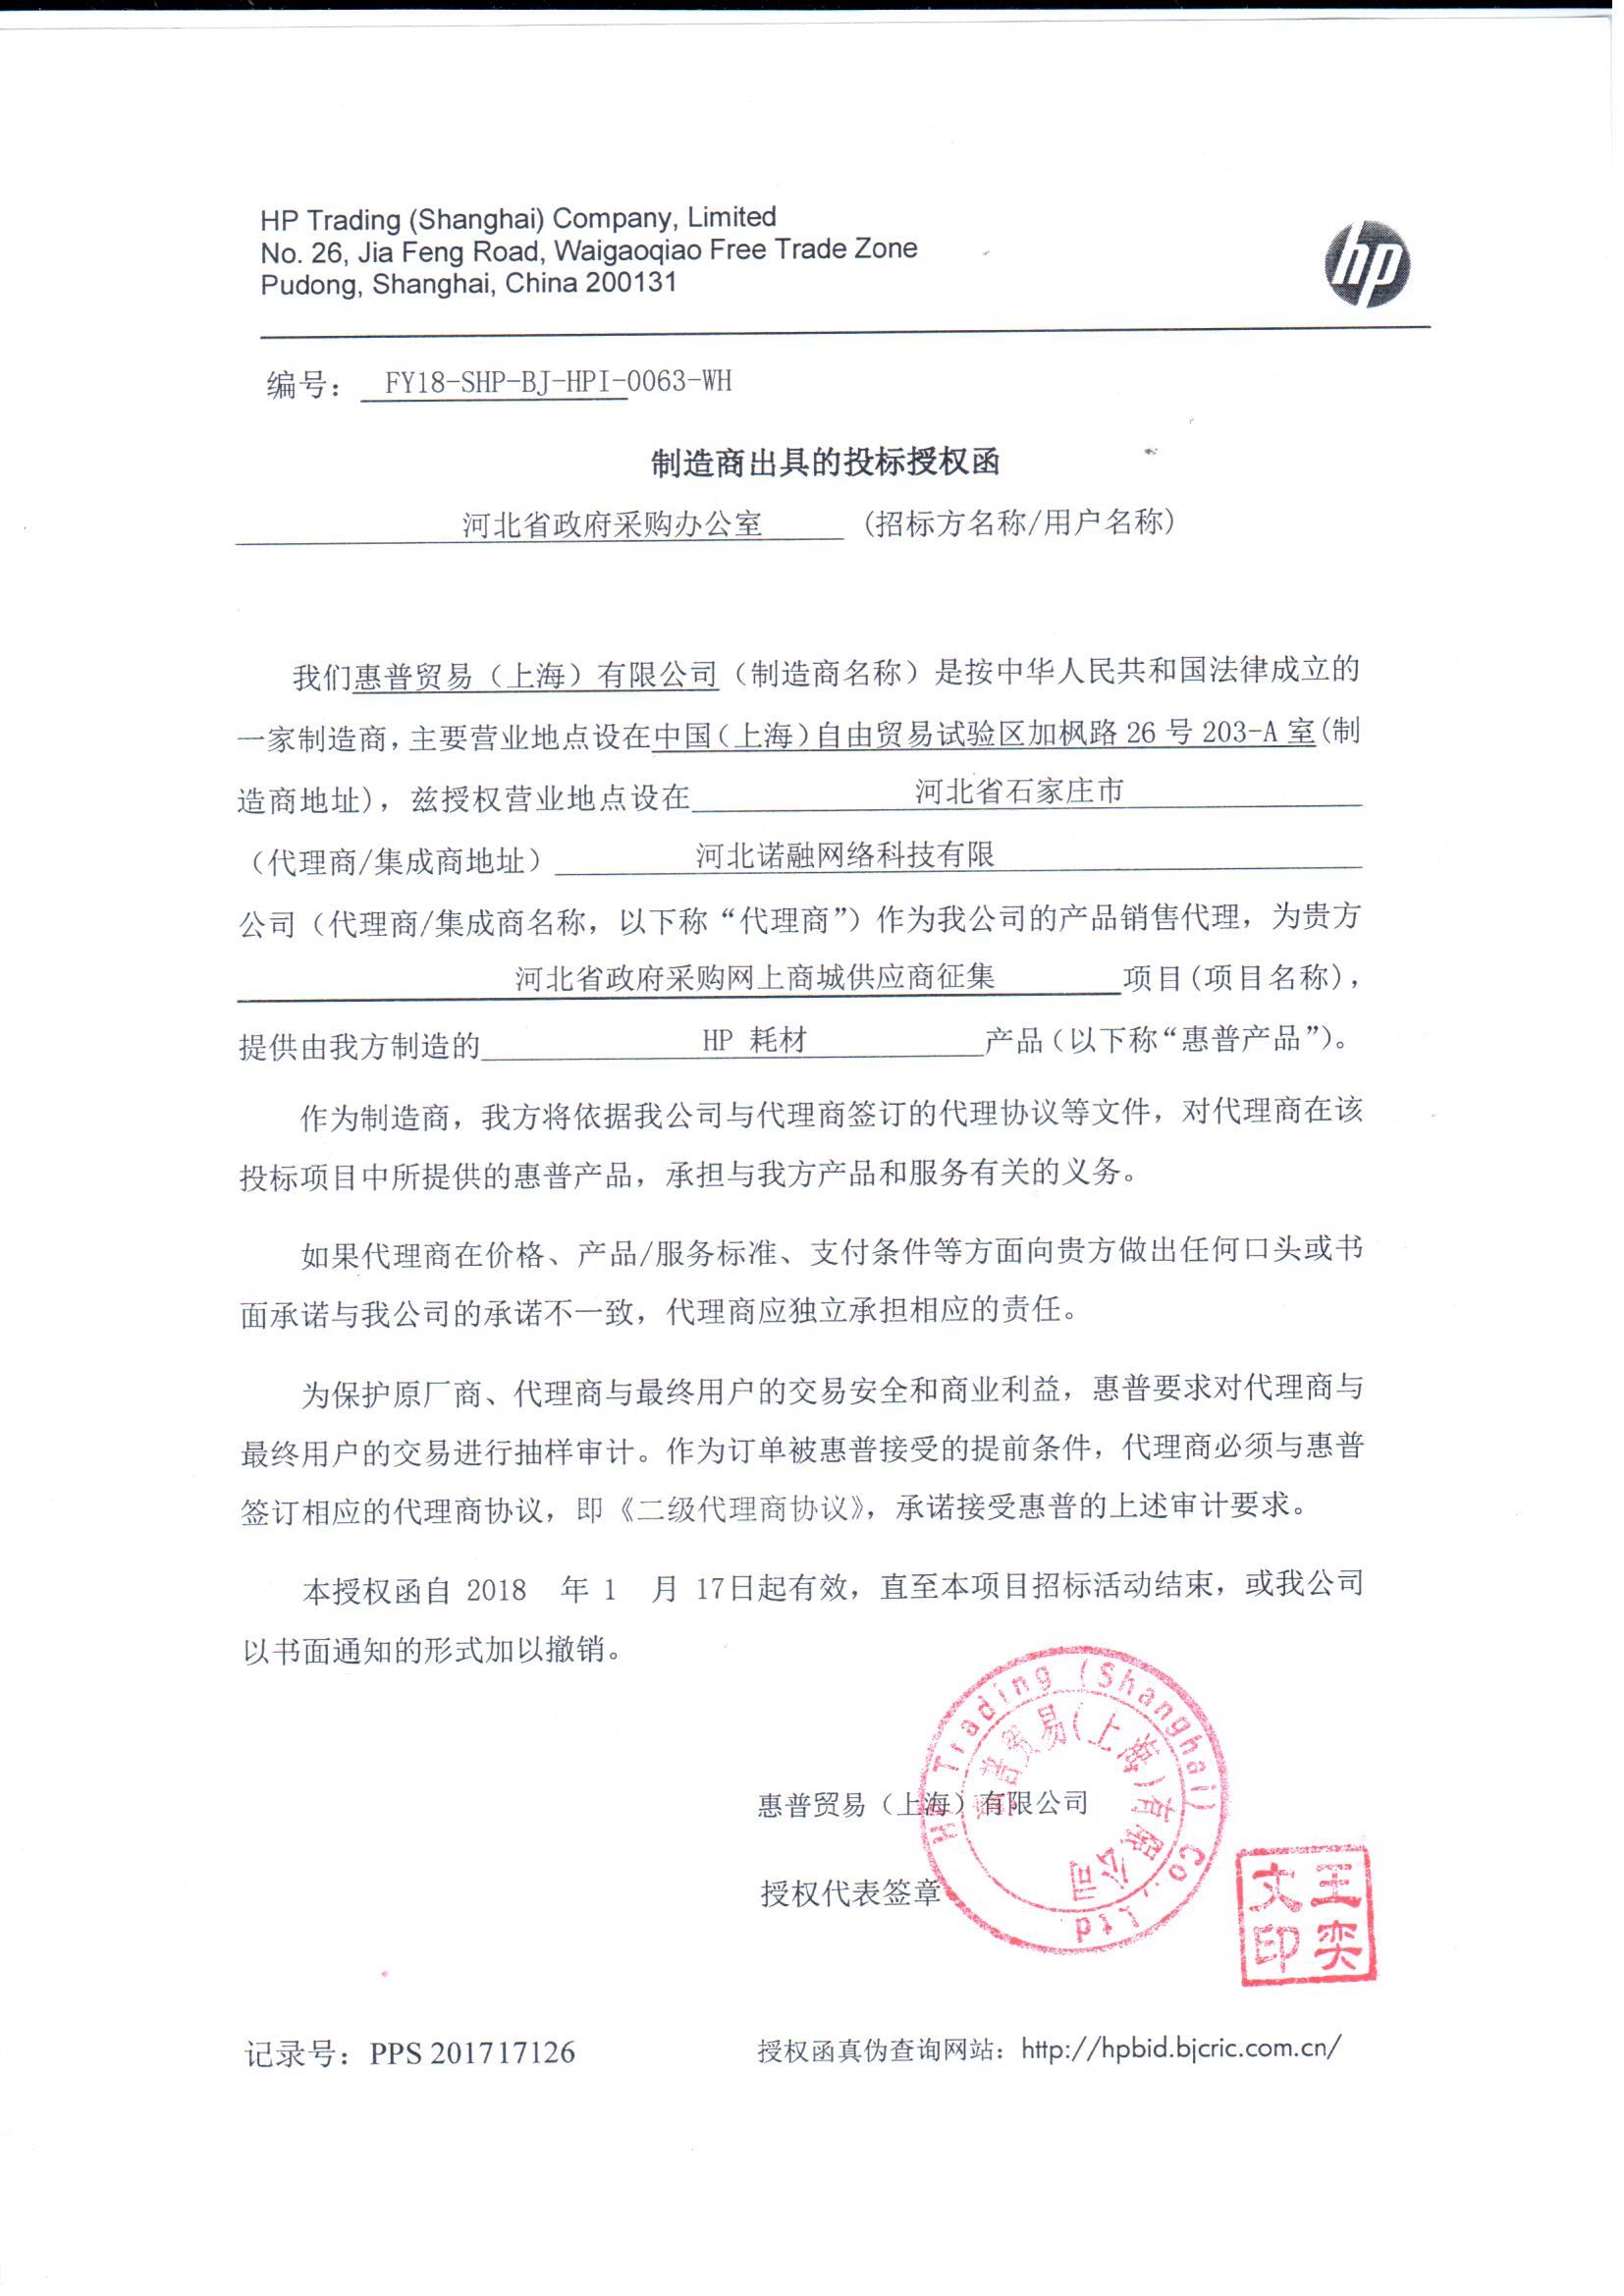 HP Trading (Shanghai) Company, Limited
No. 26, Jia Feng Road, Waigaoqiao Free Trade Zone
Pudong, Shanghai, China 200131
hp
编号： FY18-SHP-BJ-HPI-0063-WH
制造商出具的投标授权函
河北省政府采购办公室 (招标方名称/用户名称)
我们惠普贸易（上海）有限公司（制造商名称）是按中华人民共和国法律成立的
一家制造商，主要营业地点设在中国（上海）自由贸易试验区加枫路 26 号 203-A 室(制
造商地址)，兹授权营业地点设在 河北省石家庄市
（代理商/集成商地址） 河北诺融网络科技有限
公司（代理商/集成商名称，以下称“代理商”）作为我公司的产品销售代理，为贵方
河北省政府采购网上商城供应商征集 项目(项目名称)，
提供由我方制造的 HP 耗材 产品（以下称“惠普产品”）。
作为制造商，我方将依据我公司与代理商签订的代理协议等文件，对代理商在该
投标项目中所提供的惠普产品，承担与我方产品和服务有关的义务。
如果代理商在价格、产品/服务标准、支付条件等方面向贵方做出任何口头或书
面承诺与我公司的承诺不一致，代理商应独立承担相应的责任。
为保护原厂商、代理商与最终用户的交易安全和商业利益，惠普要求对代理商与
最终用户的交易进行抽样审计。作为订单被惠普接受的提前条件，代理商必须与惠普
签订相应的代理商协议，即《二级代理商协议》，承诺接受惠普的上述审计要求。
本授权函自 2018 年 1 月 17日起有效，直至本项目招标活动结束，或我公司
以书面通知的形式加以撤销。
惠普贸易（上海）有限公司
HP Trading (Shanghai) Co., Ltd
惠普贸易(上海)有限公司
授权代表签章
王奕文印
记录号：PPS 201717126
授权函真伪查询网站：http://hpbid.bjcric.com.cn/